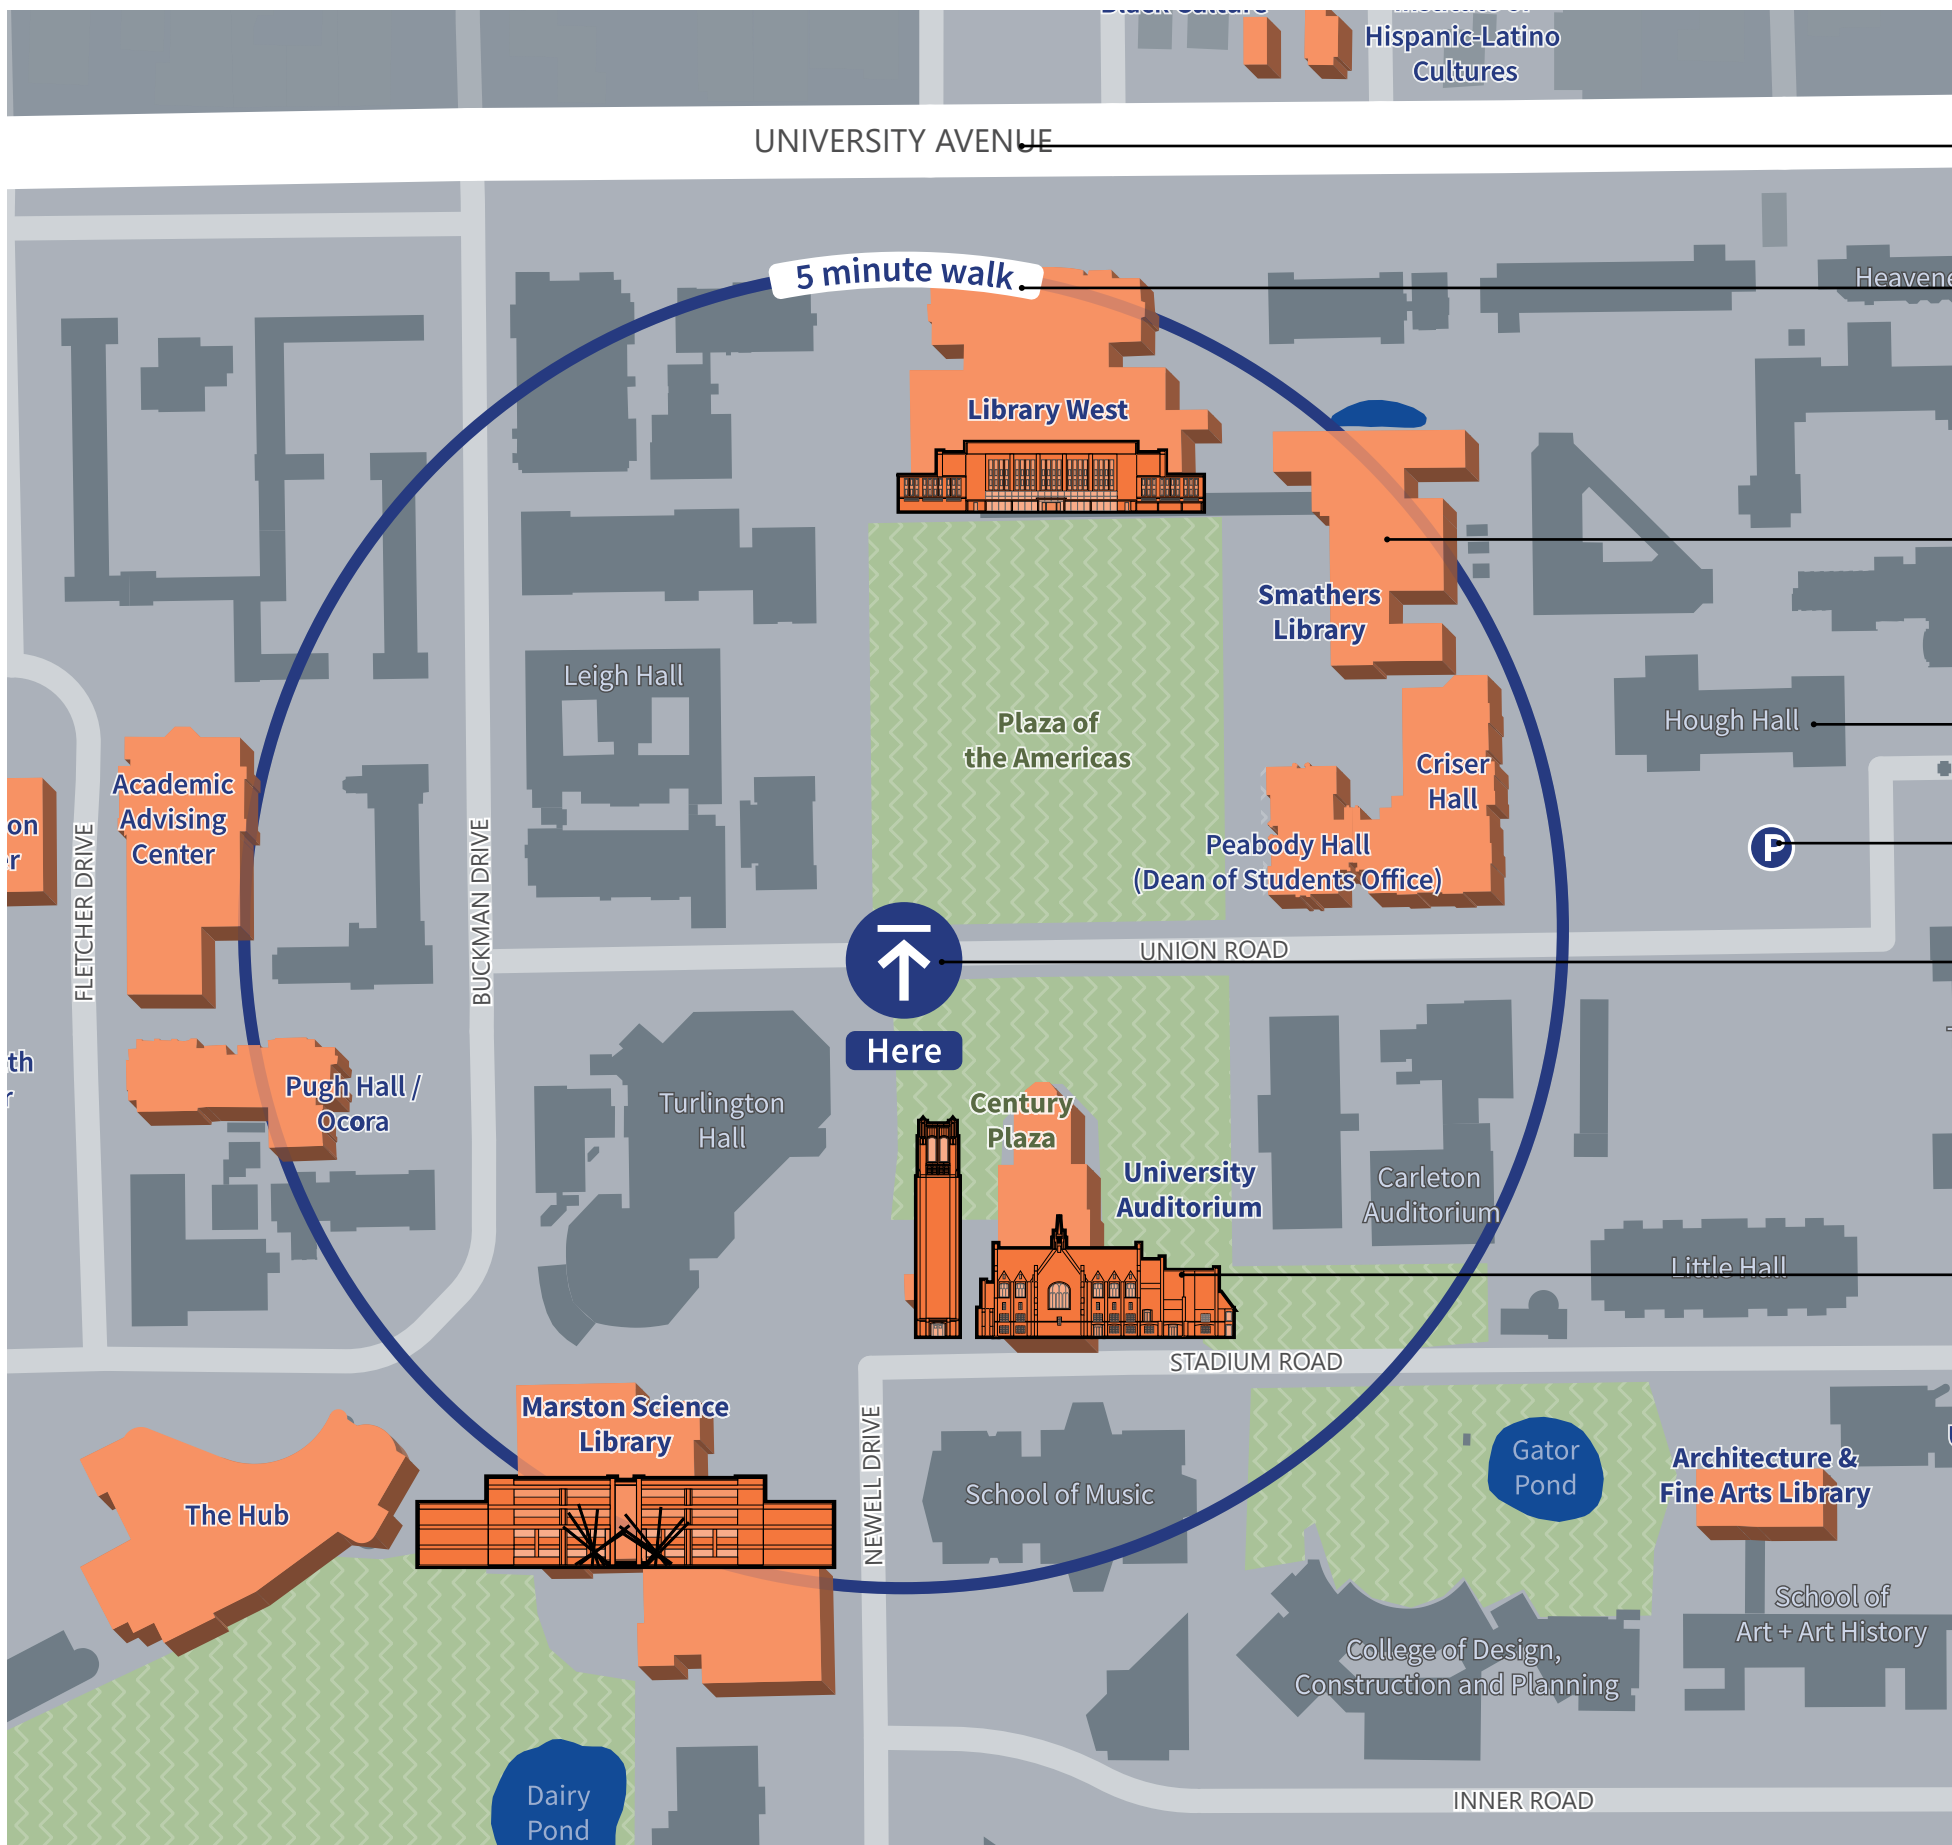 Black Culture
Hispanic-Latino
Cultures
UNIVERSITY AVENUE
5 minute walk
Library West
Smathers
Library
Leigh Hall
Plaza of
the Americas
Hough Hall
Criser
Hall
Academic
Advising
Center
Peabody Hall
(Dean of Students Office)
P
FLETCHER DRIVE
BUCKMAN DRIVE
UNION ROAD
Here
Pugh Hall /
Ocora
Turlington
Hall
Century
Plaza
University
Auditorium
Carleton
Auditorium
Little Hall
STADIUM ROAD
Marston Science
Library
NEWELL DRIVE
The Hub
School of Music
Gator
Pond
Architecture &
Fine Arts Library
School of
Art + Art History
College of Design,
Construction and Planning
Dairy
Pond
INNER ROAD